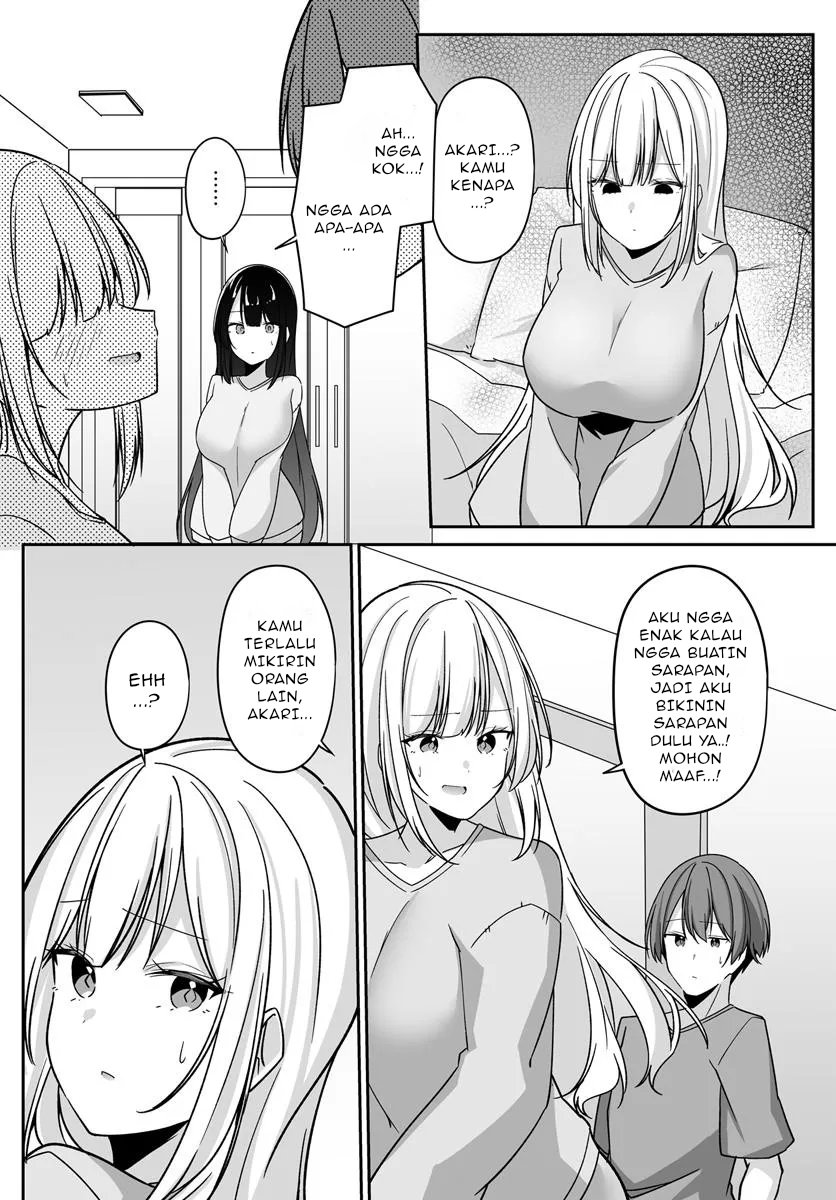 AKARI...?
KAMU
KENAPA
...?
AH...
NGGA
KOK...!
NGGA ADA
APA-APA
...
......
AKU NGGA
ENAK KALAU
NGGA BUATIN
SARAPAN,
JADI AKU
BIKININ
SARAPAN
DULU YA..!
MOHON
MAAF...!
KAMU
TERLALU
MIKIRIN
ORANG
LAIN,
AKARI...
EHH
...?